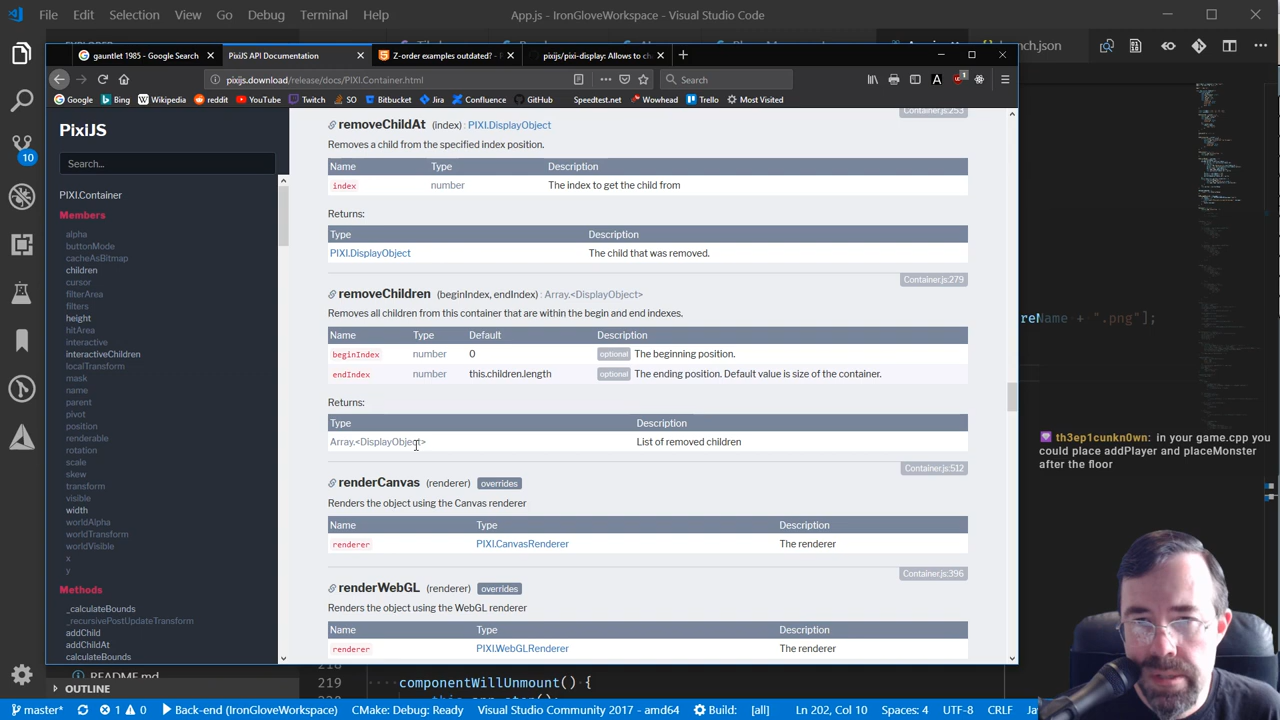 File Edit Selection View Go Debug Terminal Help
App.js - IronGloveWorkspace - Visual Studio Code
gauntlet 1985 - Google Search
PixiJS API Documentation
Z-order examples outdated? -
pixijs/pixi-display: Allows to ch
launch.json
pixijs.download/release/docs/PIXI.Container.html
Search
Google Bing Wikipedia reddit YouTube Twitch SO Bitbucket Jira Confluence GitHub Speedtest.net Wowhead Trello Most Visited
PixiJS
Search...
PIXI.Container
Members
alpha
buttonMode
cacheAsBitmap
children
cursor
filterArea
filters
height
hitArea
interactive
interactiveChildren
localTransform
mask
name
parent
pivot
position
renderable
rotation
scale
skew
transform
visible
width
worldAlpha
worldTransform
worldVisible
x
y
Methods
_calculateBounds
_recursivePostUpdateTransform
addChild
addChildAt
calculateBounds
Container.js:253
removeChildAt (index) : PIXI.DisplayObject
Removes a child from the specified index position.
Name Type Description
index number The index to get the child from
Returns:
Type Description
PIXI.DisplayObject The child that was removed.
Container.js:279
removeChildren (beginIndex, endIndex) : Array.<DisplayObject>
Removes all children from this container that are within the begin and end indexes.
Name Type Default Description
beginIndex number 0 optional The beginning position.
endIndex number this.children.length optional The ending position. Default value is size of the container.
Returns:
Type Description
Array.<DisplayObject> List of removed children
Container.js:512
renderCanvas (renderer) overrides
Renders the object using the Canvas renderer
Name Type Description
renderer PIXI.CanvasRenderer The renderer
Container.js:396
renderWebGL (renderer) overrides
Renders the object using the WebGL renderer
Name Type Description
renderer PIXI.WebGLRenderer The renderer
reName + ".png"];
th3ep1cunkn0wn: in your game.cpp you
could place addPlayer and placeMonster
after the floor
10
README.md
OUTLINE
219 componentWillUnmount() {
master* 1 0 Back-end (IronGloveWorkspace) CMake: Debug: Ready Visual Studio Community 2017 - amd64 Build: [all] Ln 202, Col 10 Spaces: 4 UTF-8 CRLF